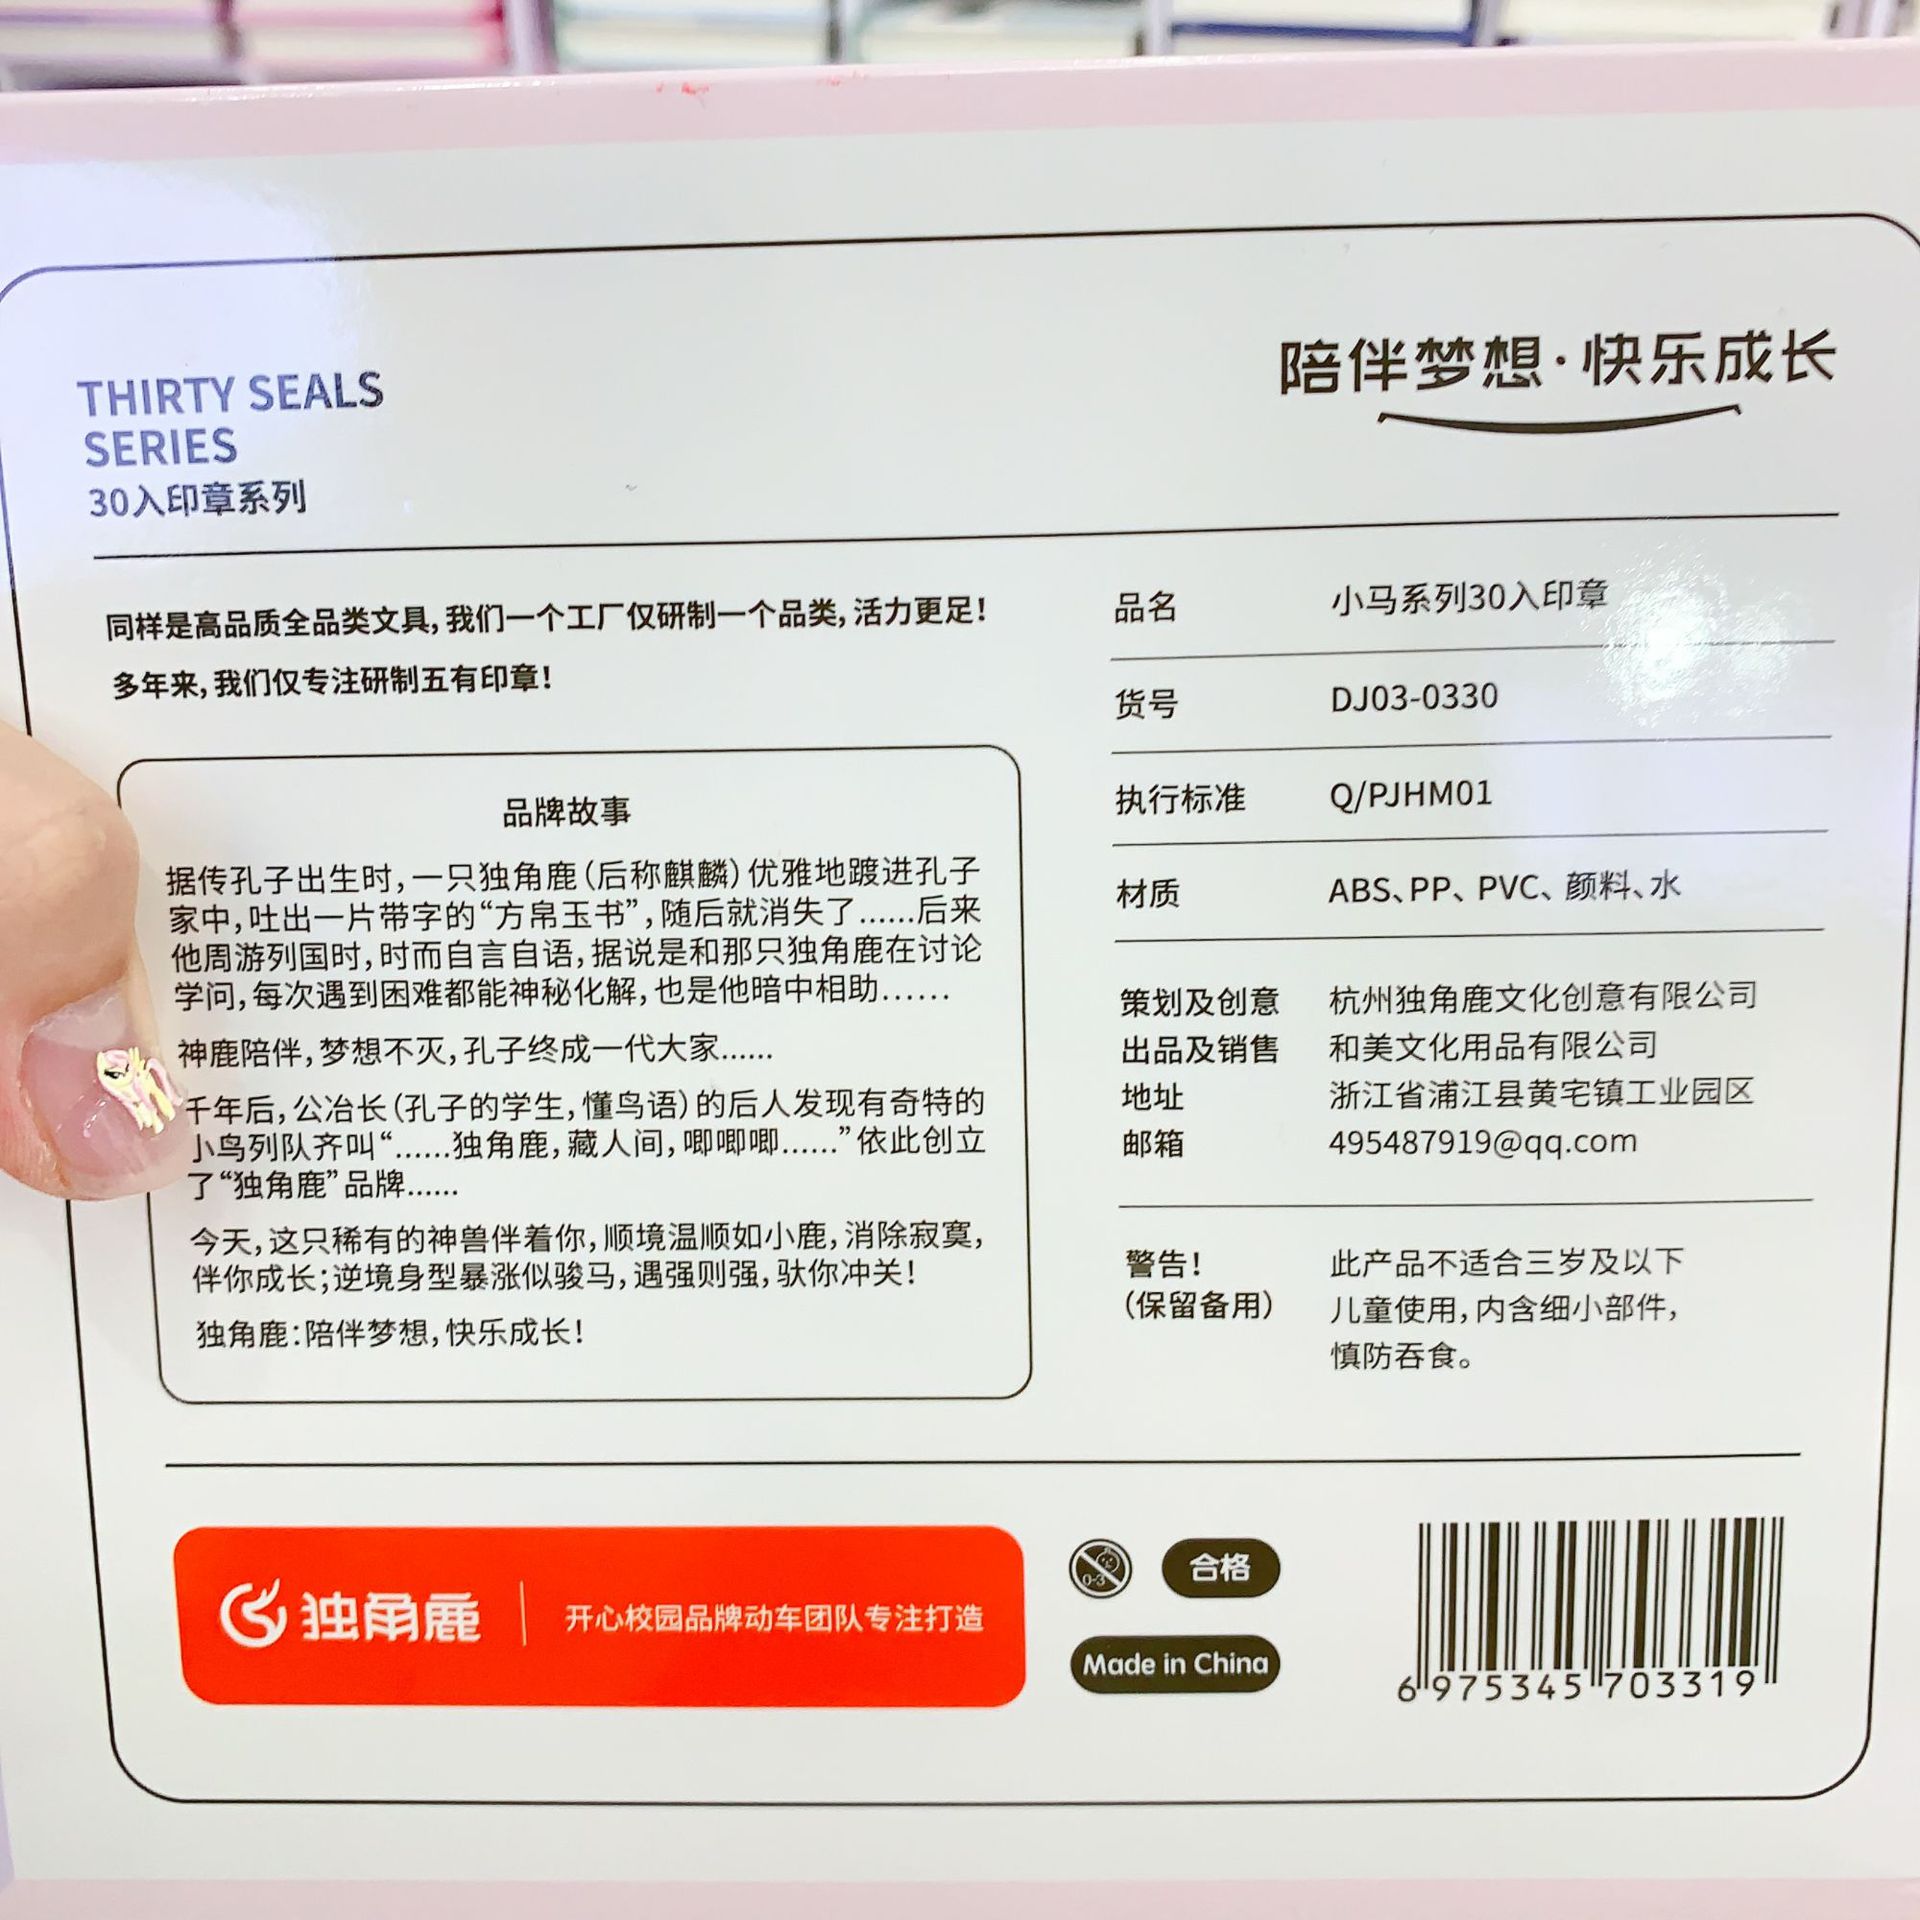 THIRTY SEALS
SERIES
30入印章系列
陪伴梦想·快乐成长
同样是高品质全品类文具,我们一个工厂仅研制一个品类,活力更足!
多年来,我们仅专注研制五有印章!
品牌故事
据传孔子出生时,一只独角鹿(后称麒麟)优雅地踱进孔子
家中,吐出一片带字的“方帛玉书”,随后就消失了……后来
他周游列国时,时而自言自语,据说是和那只独角鹿在讨论
学问,每次遇到困难都能神秘化解,也是他暗中相助……
神鹿陪伴,梦想不灭,孔子终成一代大家……
千年后,公冶长(孔子的学生,懂鸟语)的后人发现有奇特的
小鸟列队齐叫“……独角鹿,藏人间,唧唧唧……”依此创立
了“独角鹿”品牌……
今天,这只稀有的神兽伴着你,顺境温顺如小鹿,消除寂寞,
伴你成长;逆境身型暴涨似骏马,遇强则强,驮你冲关!
独角鹿:陪伴梦想,快乐成长!
品名 小马系列30入印章
货号 DJ03-0330
执行标准 Q/PJHM01
材质 ABS、PP、PVC、颜料、水
策划及创意 杭州独角鹿文化创意有限公司
出品及销售 和美文化用品有限公司
地址 浙江省浦江县黄宅镇工业园区
邮箱 495487919@qq.com
警告! 此产品不适合三岁及以下
(保留备用) 儿童使用,内含细小部件,
慎防吞食。
独角鹿 开心校园品牌动车团队专注打造
0-3 合格
Made in China
6 975345 703319